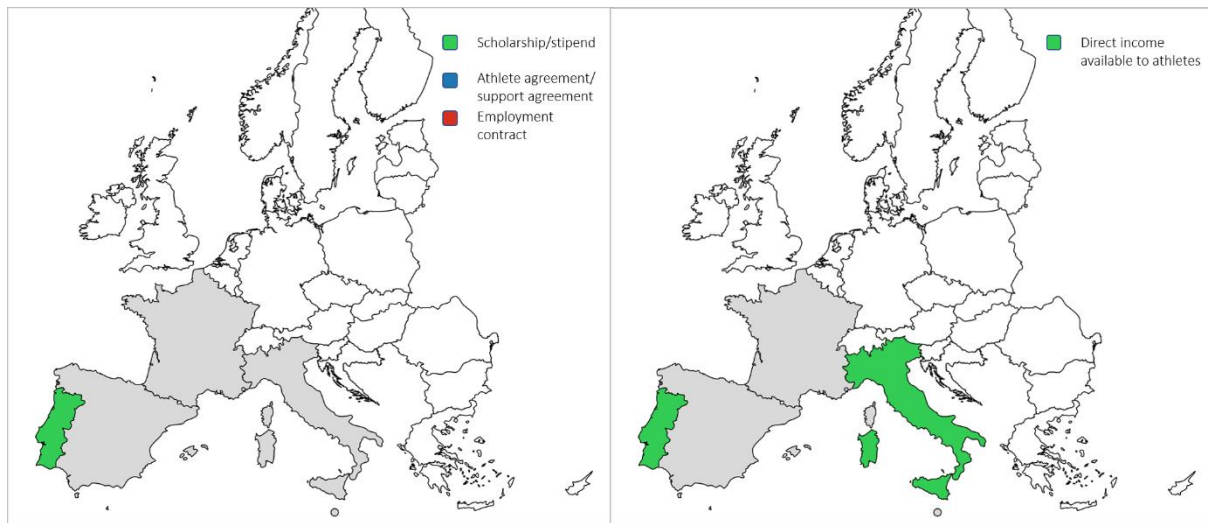 Scholarship/stipend
Athlete agreement/
support agreement
Employment
contract
Direct income
available to athletes